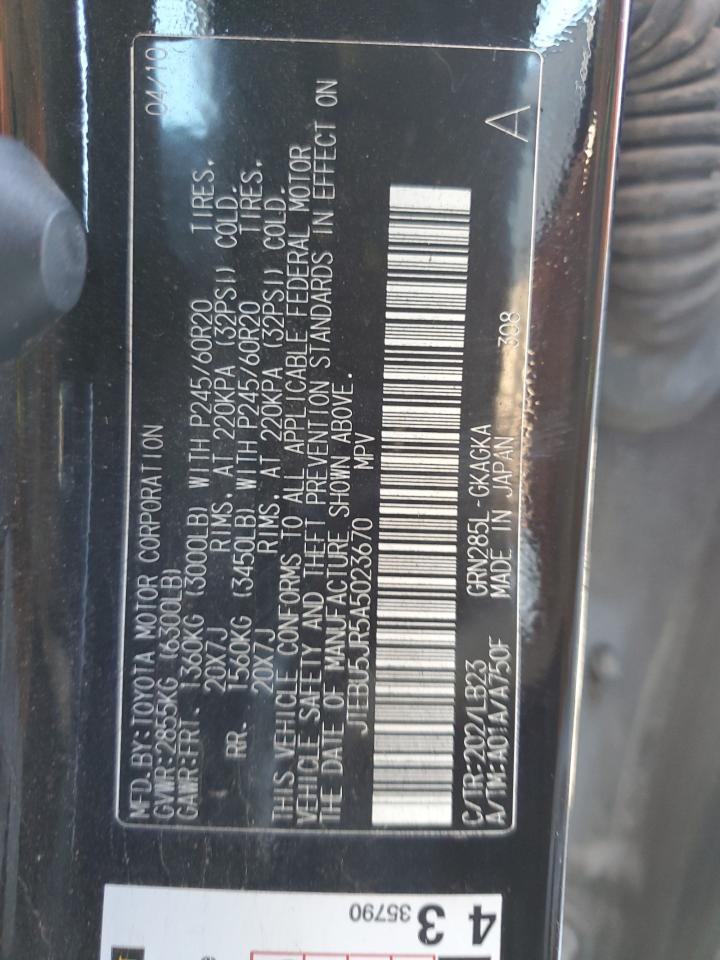 MFD.BY:TOYOTA MOTOR CORPORATION 04/10
GVWR:2855KG (6300LB)
GAWR:FRT. 1360KG (3000LB) WITH P245/60R20 TIRES.
20X7J RIMS, AT 220KPA (32PSI) COLD.
RR. 1560KG (3450LB) WITH P245/60R20 TIRES.
20X7J RIMS, AT 220KPA (32PSI) COLD.
THIS VEHICLE CONFORMS TO ALL APPLICABLE FEDERAL MOTOR
VEHICLE SAFETY AND THEFT PREVENTION STANDARDS IN EFFECT ON
THE DATE OF MANUFACTURE SHOWN ABOVE.
JTEBU5JR5A5023670 MPV
C/TR:202/LB23 GRN285L-GKAGKA
A/TM:A01A/A750F MADE IN JAPAN 308
A
4 3
35790